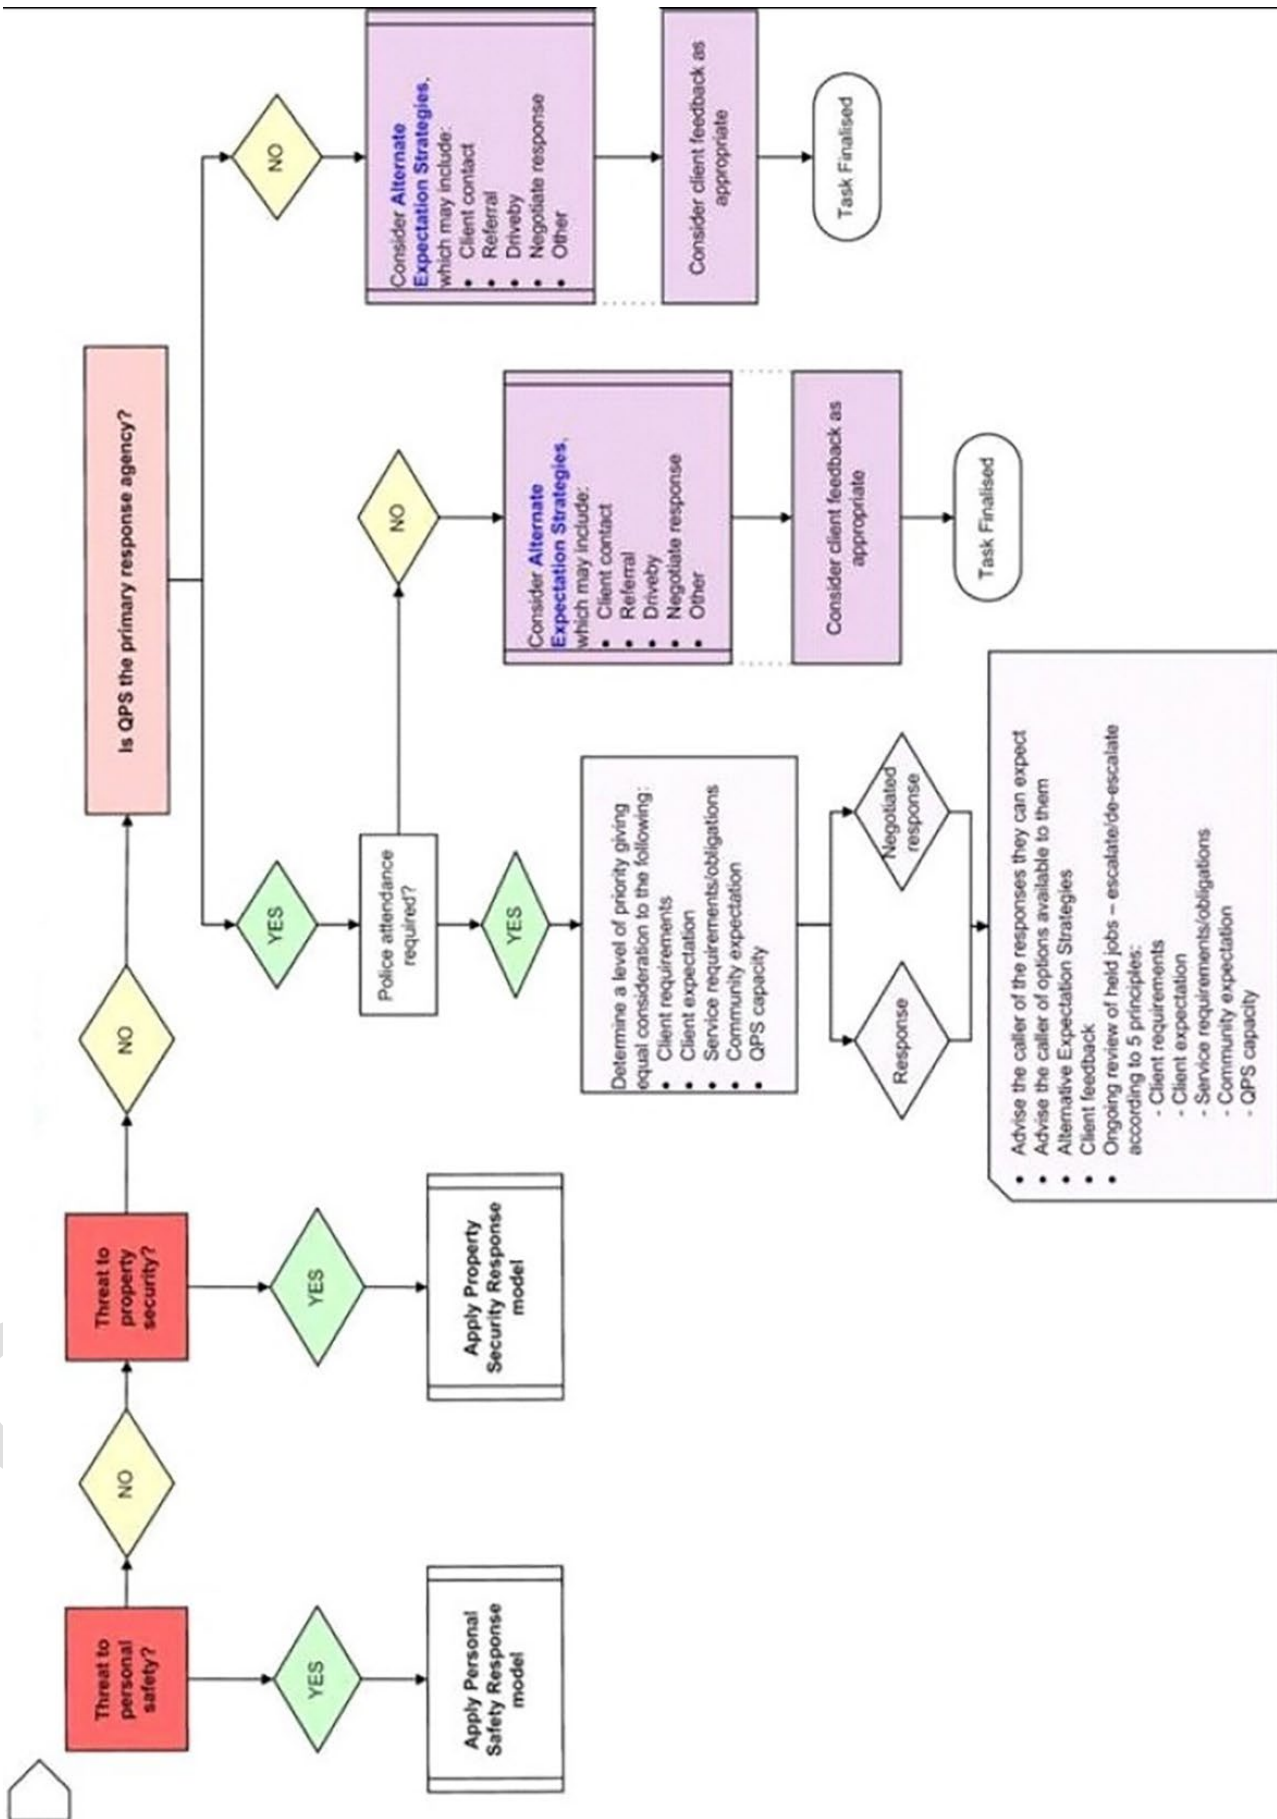 Threat to
personal
safety?
NO
Threat to
property
security?
NO
Is QPS the primary response agency?
YES
Apply Personal
Safety Response
model
YES
Apply Property
Security Response
model
YES
Police attendance
required?
NO
YES
Determine a level of priority giving
equal consideration to the following:
• Client requirements
• Client expectation
• Service requirements/obligations
• Community expectation
• QPS capacity
Response
Negotiated
response
• Advise the caller of the responses they can expect
• Advise the caller of options available to them
• Alternative Expectation Strategies
• Client feedback
• Ongoing review of held jobs – escalate/de-escalate
according to 5 principles:
- Client requirements
- Client expectation
- Service requirements/obligations
- Community expectation
- QPS capacity
Consider Alternate
Expectation Strategies,
which may include:
• Client contact
• Referral
• Driveby
• Negotiate response
• Other
Consider client feedback as
appropriate
Task Finalised
NO
Consider Alternate
Expectation Strategies,
which may include:
• Client contact
• Referral
• Driveby
• Negotiate response
• Other
Consider client feedback as
appropriate
Task Finalised